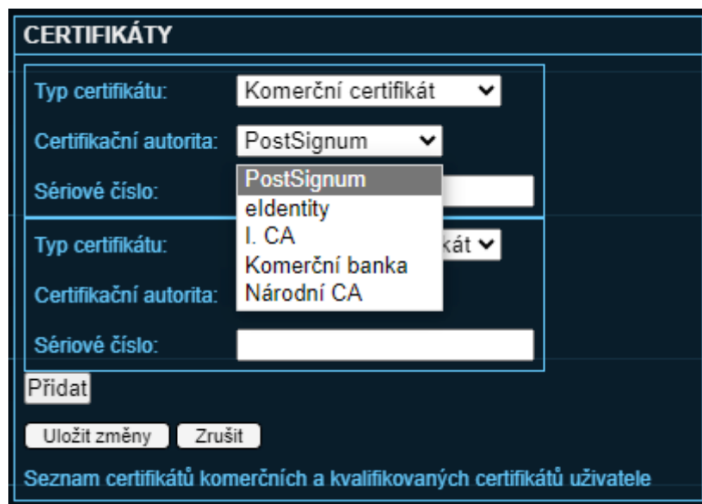 CERTIFIKÁTY
Typ certifikátu: Komerční certifikát
Certifikační autorita: PostSignum
PostSignum
Sériové číslo:
eIdentity
I. CA
Typ certifikátu: kát
Komerční banka
Certifikační autorita:
Národní CA
Sériové číslo:
Přidat
Uložit změny Zrušit
Seznam certifikátů komerčních a kvalifikovaných certifikátů uživatele